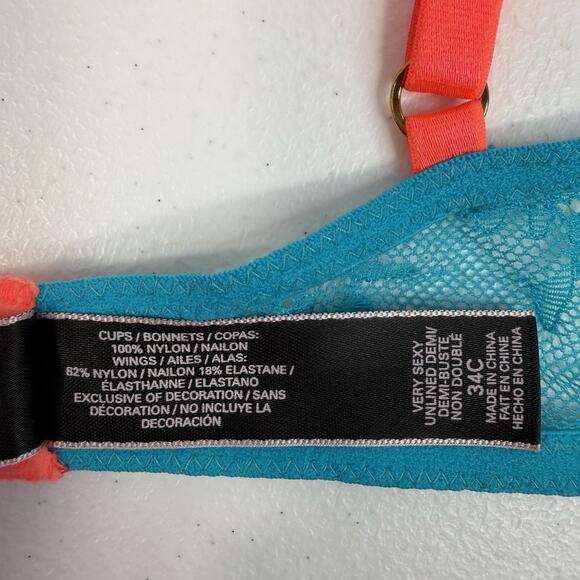 CUPS / BONNETS / COPAS:
100% NYLON / NAILON
WINGS / AILES / ALAS:
82% NYLON / NAILON 18% ELASTANE /
ÉLASTHANNE / ELASTANO
EXCLUSIVE OF DECORATION / SANS
DÉCORATION / NO INCLUYE LA
DECORACIÓN
VERY SEXY
UNLINED DEMI/
DEMI-BUSTE
NON DOUBLÉ
34C
MADE IN CHINA
FAIT EN CHINE
HECHO EN CHINA